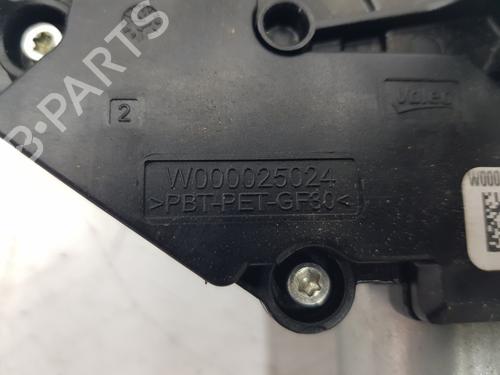 B-PARTS
2
Valeo
W000025024
>PBT-PET-GF30<
W000